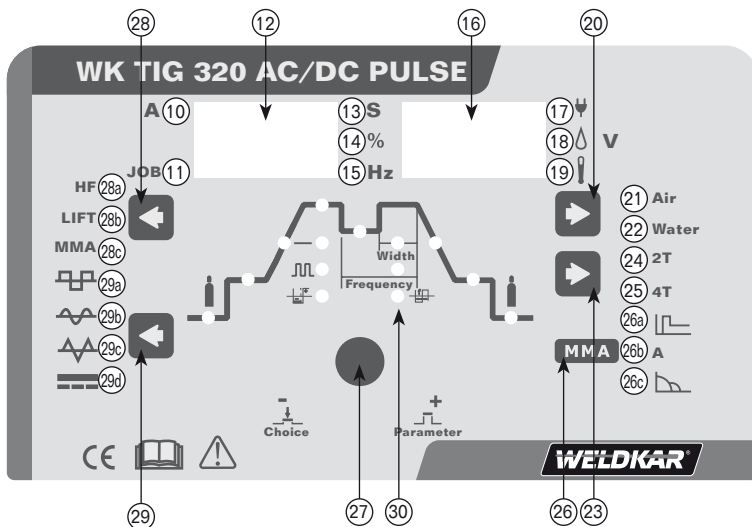 28 12 16 20
WK TIG 320 AC/DC PULSE
A 10 13 S 17
14 % 18 V
JOB 11 15 Hz 19
HF 28a
LIFT 28b
MMA 28c
29a
29b
29c
29d
Width
Frequency
21 Air
22 Water
24 2T
25 4T
26a
MMA 26b A
26c
- +
Choice Parameter
CE WELDKAR®
29 27 30 26 23